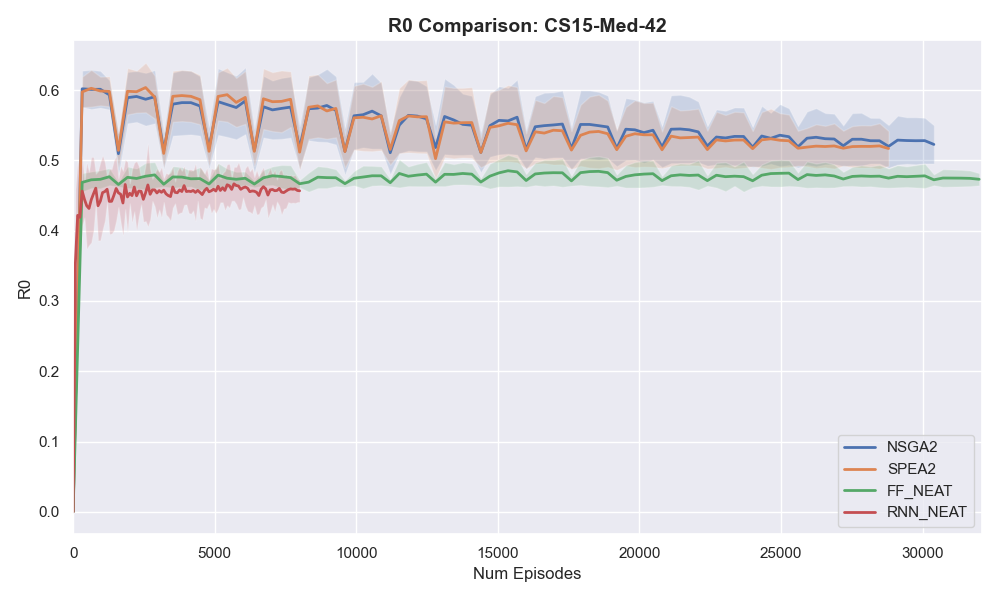 R0 Comparison: CS15-Med-42
R0
0.6
0.5
0.4
0.3
0.2
0.1
0.0
0 5000 10000 15000 20000 25000 30000
Num Episodes
NSGA2
SPEA2
FF_NEAT
RNN_NEAT